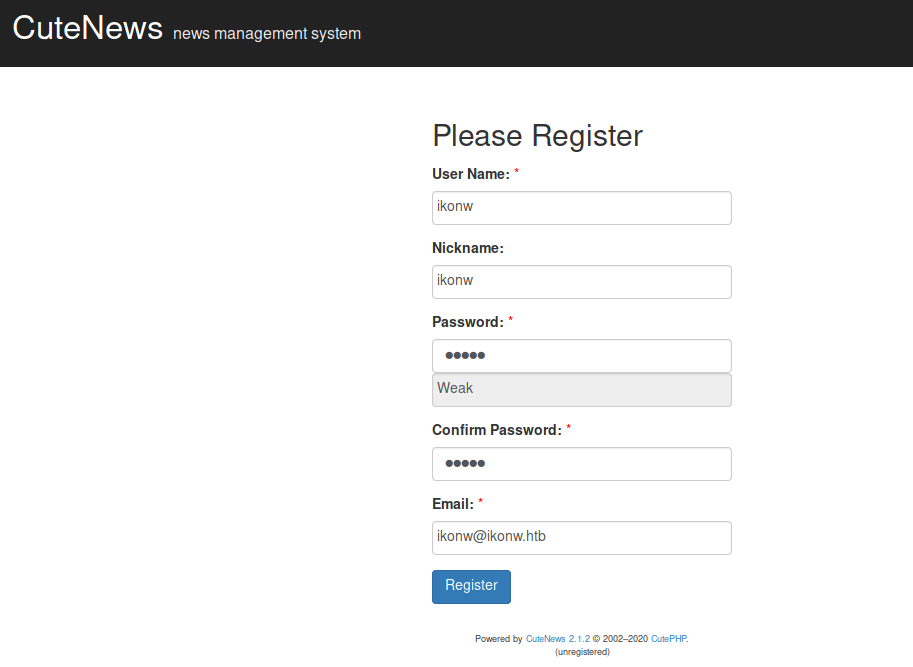 CuteNews news management system
Please Register
User Name: *
ikonw
Nickname:
ikonw
Password: *
●●●●●
Weak
Confirm Password: *
●●●●●
Email: *
ikonw@ikonw.htb
Register
Powered by CuteNews 2.1.2 © 2002–2020 CutePHP.
(unregistered)